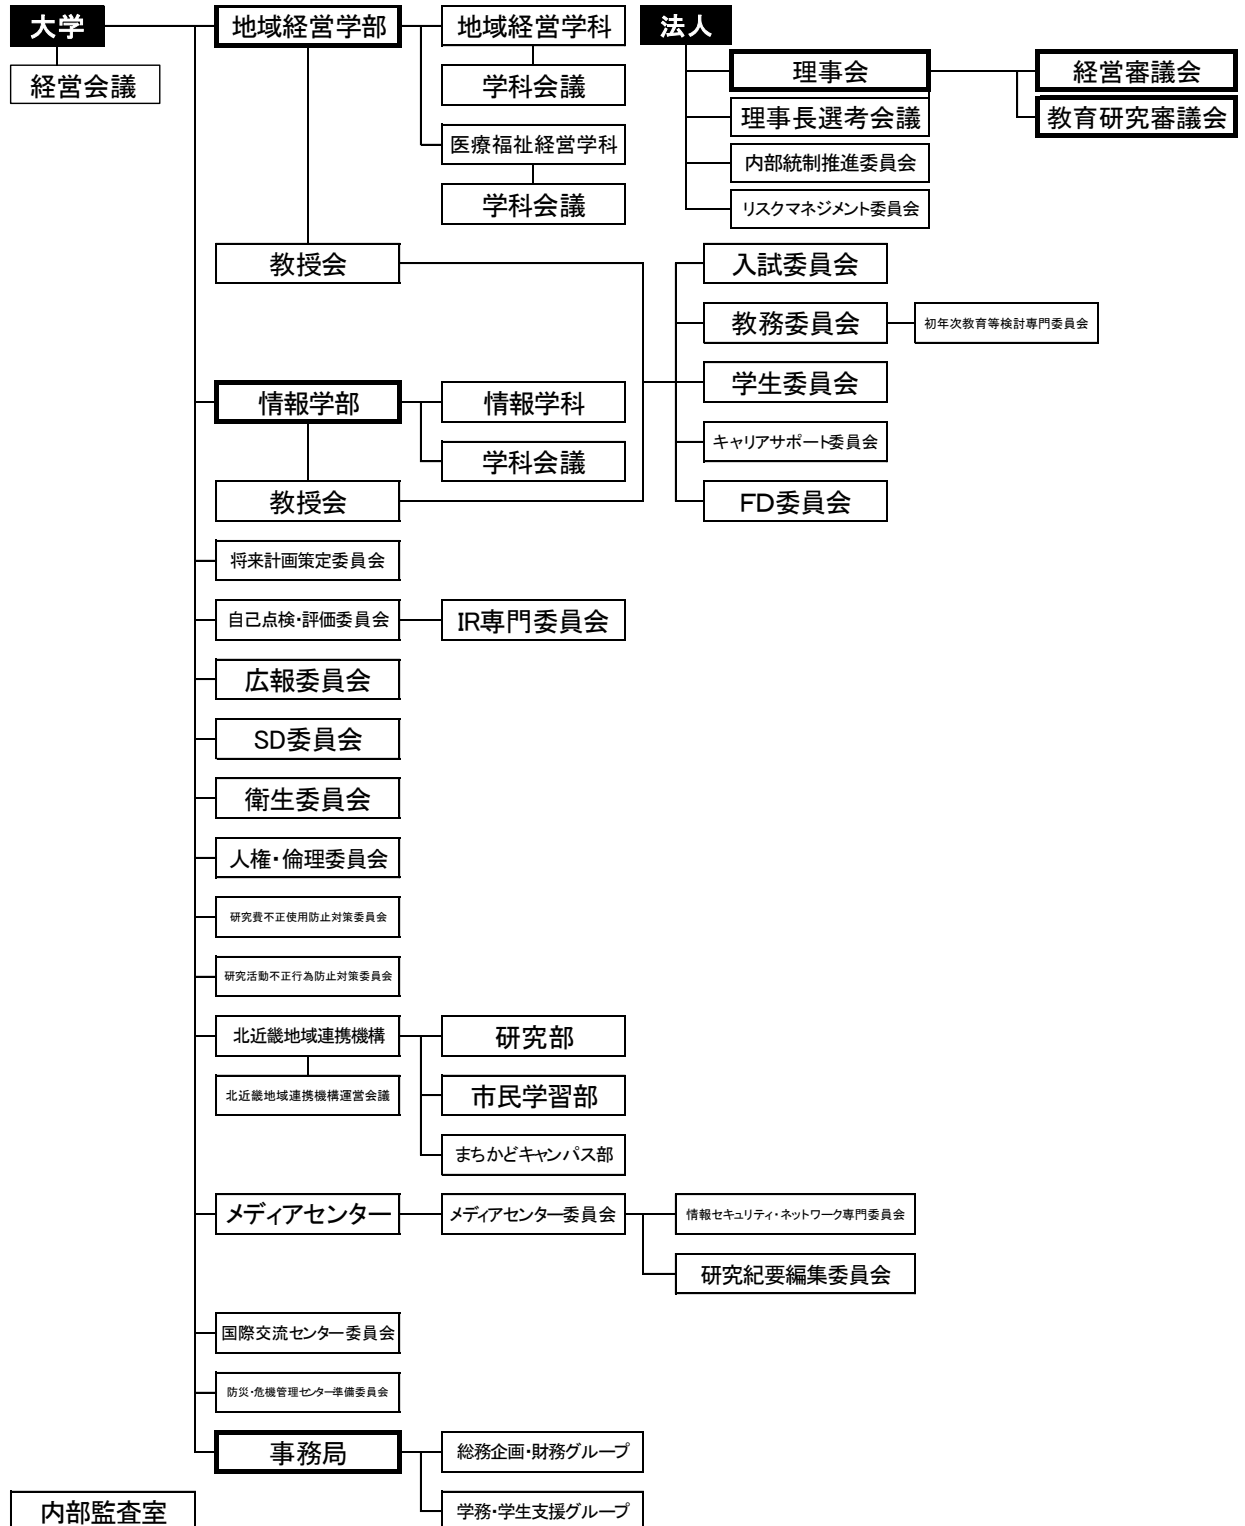 大学
経営会議
地域経営学部
地域経営学科
学科会議
医療福祉経営学科
学科会議
教授会
法人
理事会
経営審議会
教育研究審議会
理事長選考会議
内部統制推進委員会
リスクマネジメント委員会
入試委員会
教務委員会
初年次教育等検討専門委員会
学生委員会
キャリアサポート委員会
FD委員会
情報学部
情報学科
学科会議
教授会
将来計画策定委員会
自己点検・評価委員会
IR専門委員会
広報委員会
SD委員会
衛生委員会
人権・倫理委員会
研究費不正使用防止対策委員会
研究活動不正行為防止対策委員会
北近畿地域連携機構
研究部
北近畿地域連携機構運営会議
市民学習部
まちかどキャンパス部
メディアセンター
メディアセンター委員会
情報セキュリティ・ネットワーク専門委員会
研究紀要編集委員会
国際交流センター委員会
防災・危機管理センター準備委員会
事務局
総務企画・財務グループ
学務・学生支援グループ
内部監査室